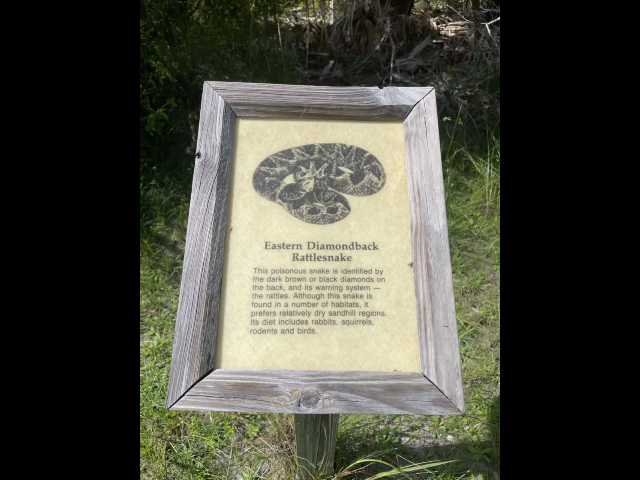 Eastern Diamondback
Rattlesnake
This poisonous snake is identified by
the dark brown or black diamonds on
the back, and its warning system —
the rattles. Although this snake is
found in a number of habitats, it
prefers relatively dry sandhill regions.
Its diet includes rabbits, squirrels,
rodents and birds.